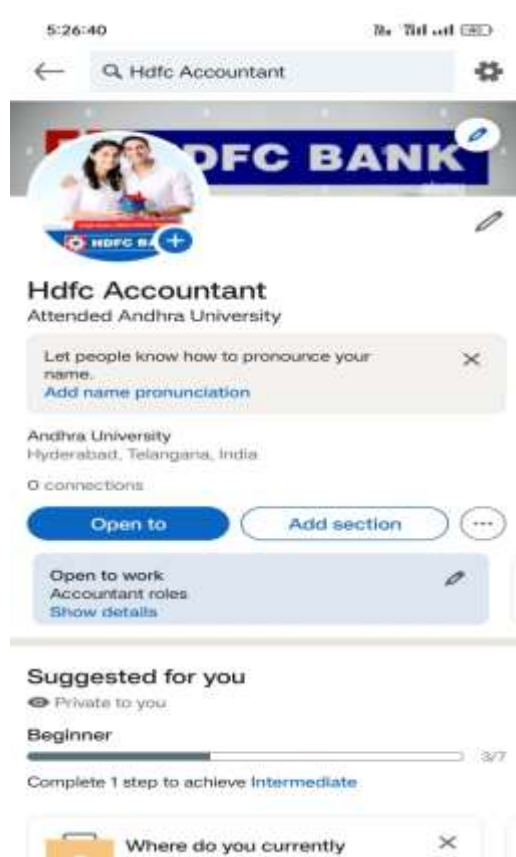 5:26:40
Hdfc Accountant
HDFC BANK
HDFC BA
Hdfc Accountant
Attended Andhra University
Let people know how to pronounce your
name.
Add name pronunciation
Andhra University
Hyderabad, Telangana, India
0 connections
Open to
Add section
Open to work
Accountant roles
Show details
Suggested for you
Private to you
Beginner
3/7
Complete 1 step to achieve Intermediate
Where do you currently